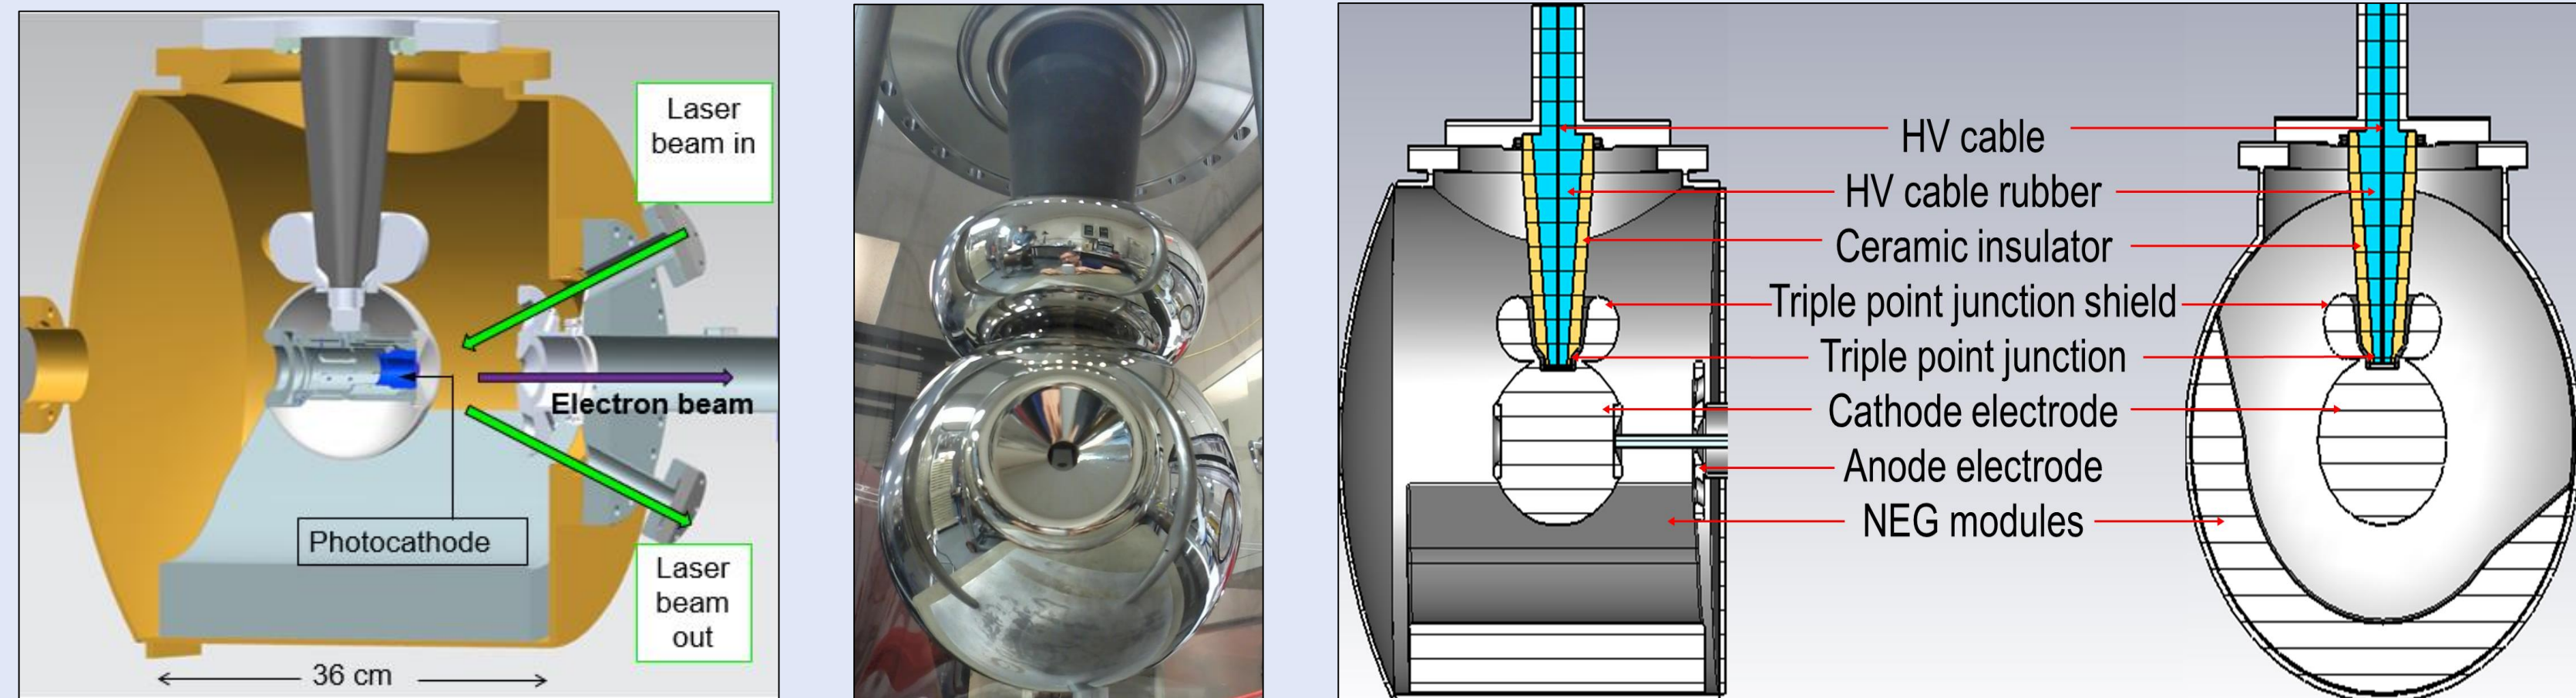 Laser
beam in
Electron beam
Photocathode
Laser
beam
out
36 cm
HV cable
HV cable rubber
Ceramic insulator
Triple point junction shield
Triple point junction
Cathode electrode
Anode electrode
NEG modules